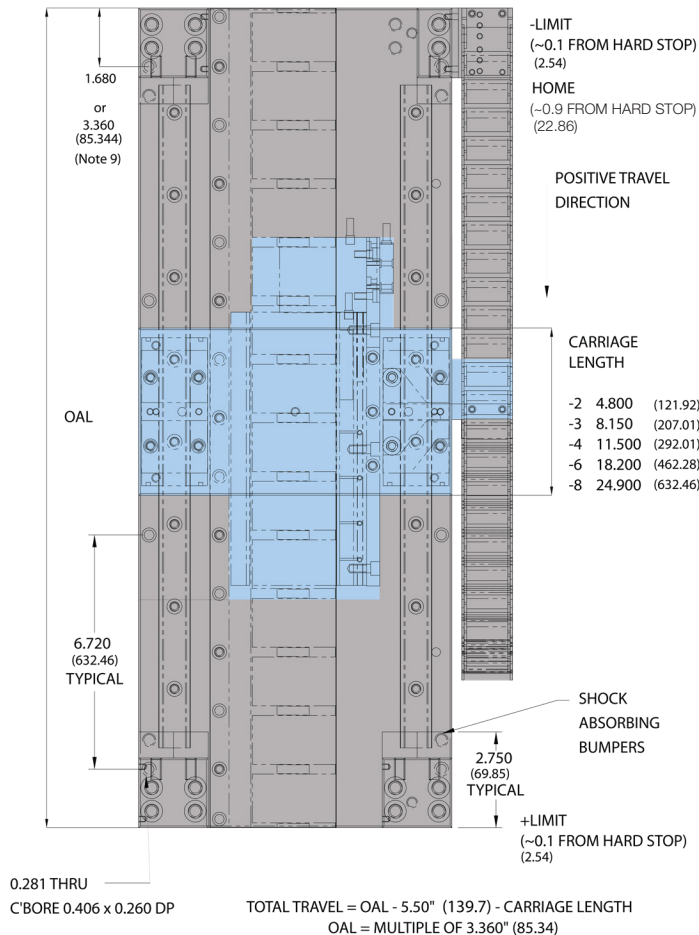 -LIMIT
(~0.1 FROM HARD STOP)
(2.54)
HOME
(~0.9 FROM HARD STOP)
(22.86)
1.680
or
3.360
(85.344)
(Note 9)
POSITIVE TRAVEL
DIRECTION
CARRIAGE
LENGTH
-2 4.800 (121.92)
-3 8.150 (207.01)
-4 11.500 (292.01)
-6 18.200 (462.28)
-8 24.900 (632.46)
OAL
6.720
(632.46)
TYPICAL
SHOCK
ABSORBING
BUMPERS
2.750
(69.85)
TYPICAL
+LIMIT
(~0.1 FROM HARD STOP)
(2.54)
0.281 THRU
C'BORE 0.406 x 0.260 DP
TOTAL TRAVEL = OAL - 5.50" (139.7) - CARRIAGE LENGTH
OAL = MULTIPLE OF 3.360" (85.34)